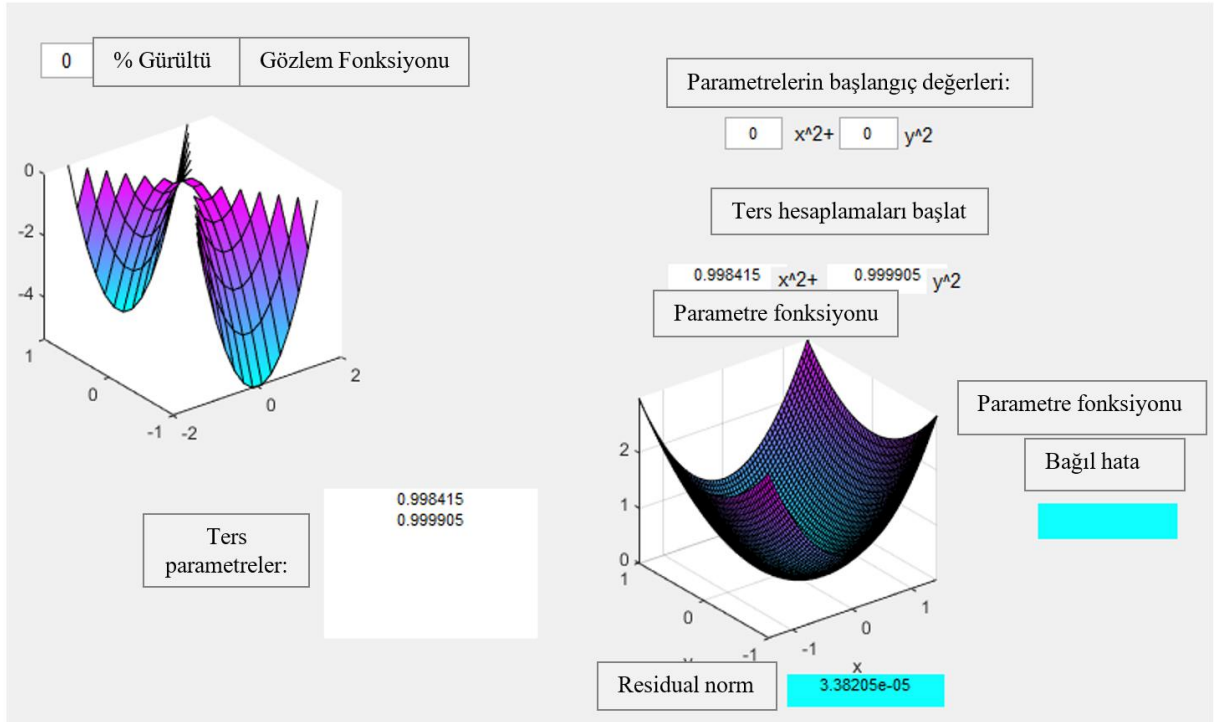 0 % Gürültü Gözlem Fonksiyonu
0
-2
-4
1
0
-1
-2
0
2
Parametrelerin başlangıç değerleri:
0 x^2+ 0 y^2
Ters hesaplamaları başlat
0.998415 x^2+ 0.999905 y^2
Parametre fonksiyonu
2
1
0
1
0
-1
-1
0
1
x
Parametre fonksiyonu
Bağıl hata
Ters
parametreler:
0.998415
0.999905
Residual norm 3.38205e-05